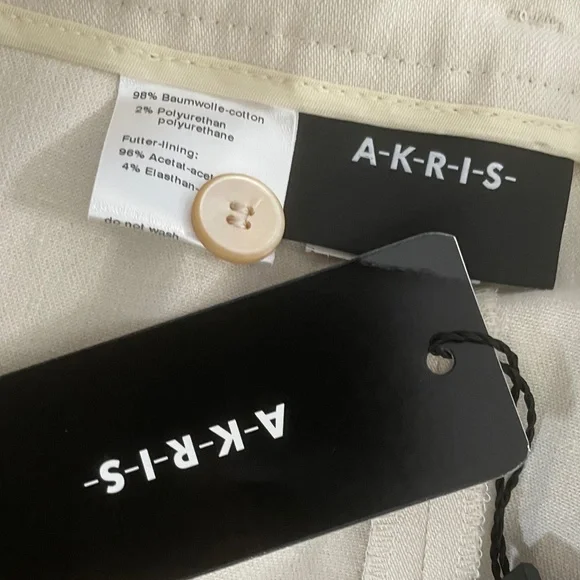 98% Baumwolle-cotton
2% Polyurethan
polyurethane
Futter-lining:
96% Acetat-acet
4% Elasthan-
do not wash
A-K-R-I-S-
A-K-R-I-S-